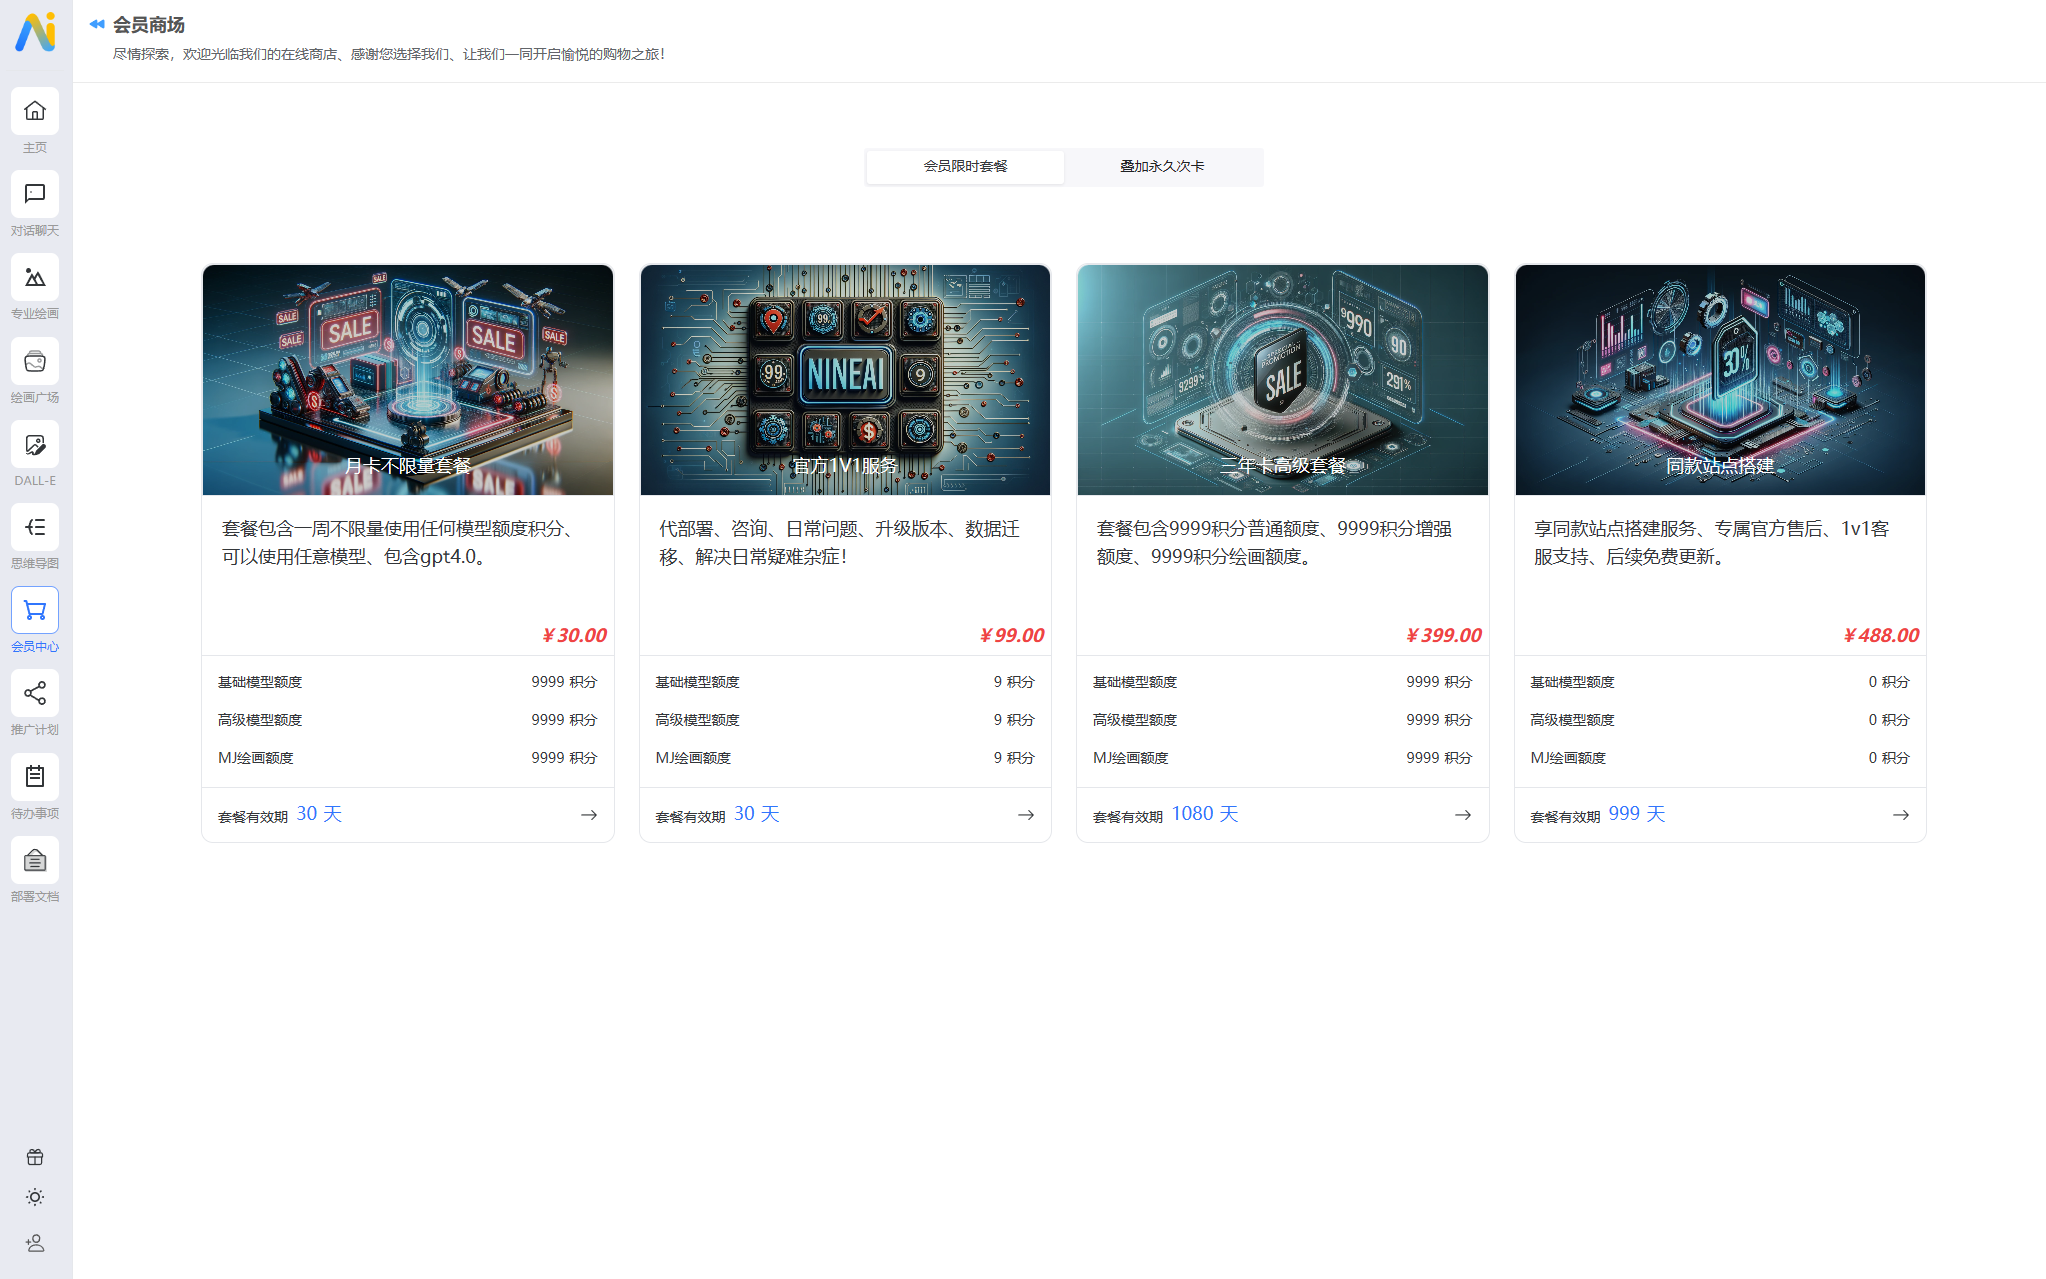 会员商场
尽情探索，欢迎光临我们的在线商店、感谢您选择我们、让我们一同开启愉悦的购物之旅！
主页
对话聊天
专业绘画
绘画广场
DALL-E
思维导图
会员中心
推广计划
待办事项
部署文档
会员限时套餐
叠加永久次卡
SALE
SALE
SALE
SALE
SALE
SALE
月卡不限量套餐
套餐包含一周不限量使用任何模型额度积分、
可以使用任意模型、包含gpt4.0。
￥30.00
基础模型额度 9999 积分
高级模型额度 9999 积分
MJ绘画额度 9999 积分
套餐有效期 30 天
99
99
NINEAI
9
$
官方1V1服务
代部署、咨询、日常问题、升级版本、数据迁
移、解决日常疑难杂症！
￥99.00
基础模型额度 9 积分
高级模型额度 9 积分
MJ绘画额度 9 积分
套餐有效期 30 天
9990
90
291%
9299%
PROMOTION
SALE
三年卡高级套餐
套餐包含9999积分普通额度、9999积分增强
额度、9999积分绘画额度。
￥399.00
基础模型额度 9999 积分
高级模型额度 9999 积分
MJ绘画额度 9999 积分
套餐有效期 1080 天
30%
同款站点搭建
享同款站点搭建服务、专属官方售后、1v1客
服支持、后续免费更新。
￥488.00
基础模型额度 0 积分
高级模型额度 0 积分
MJ绘画额度 0 积分
套餐有效期 999 天